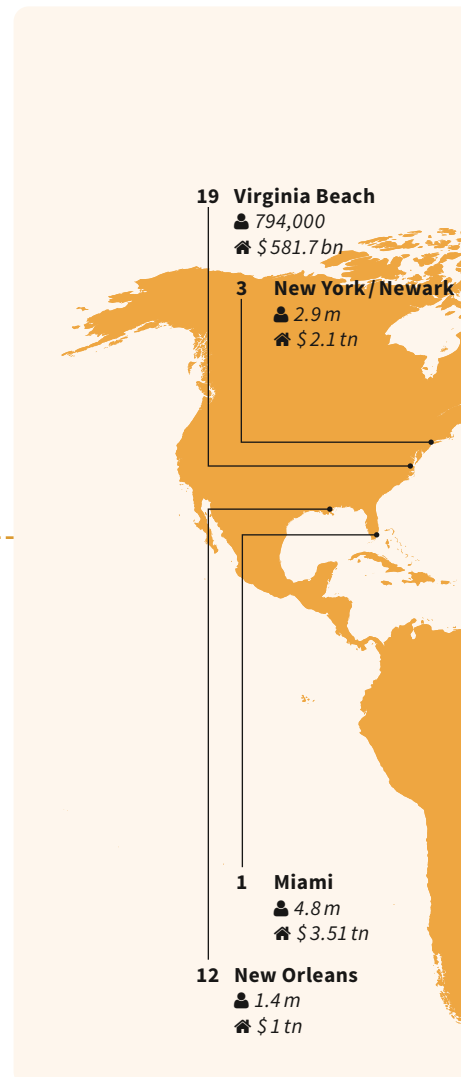 19 Virginia Beach
794,000
$581.7 bn
3 New York / Newark
2.9 m
$2.1 tn
1 Miami
4.8 m
$3.51 tn
12 New Orleans
1.4 m
$1 tn